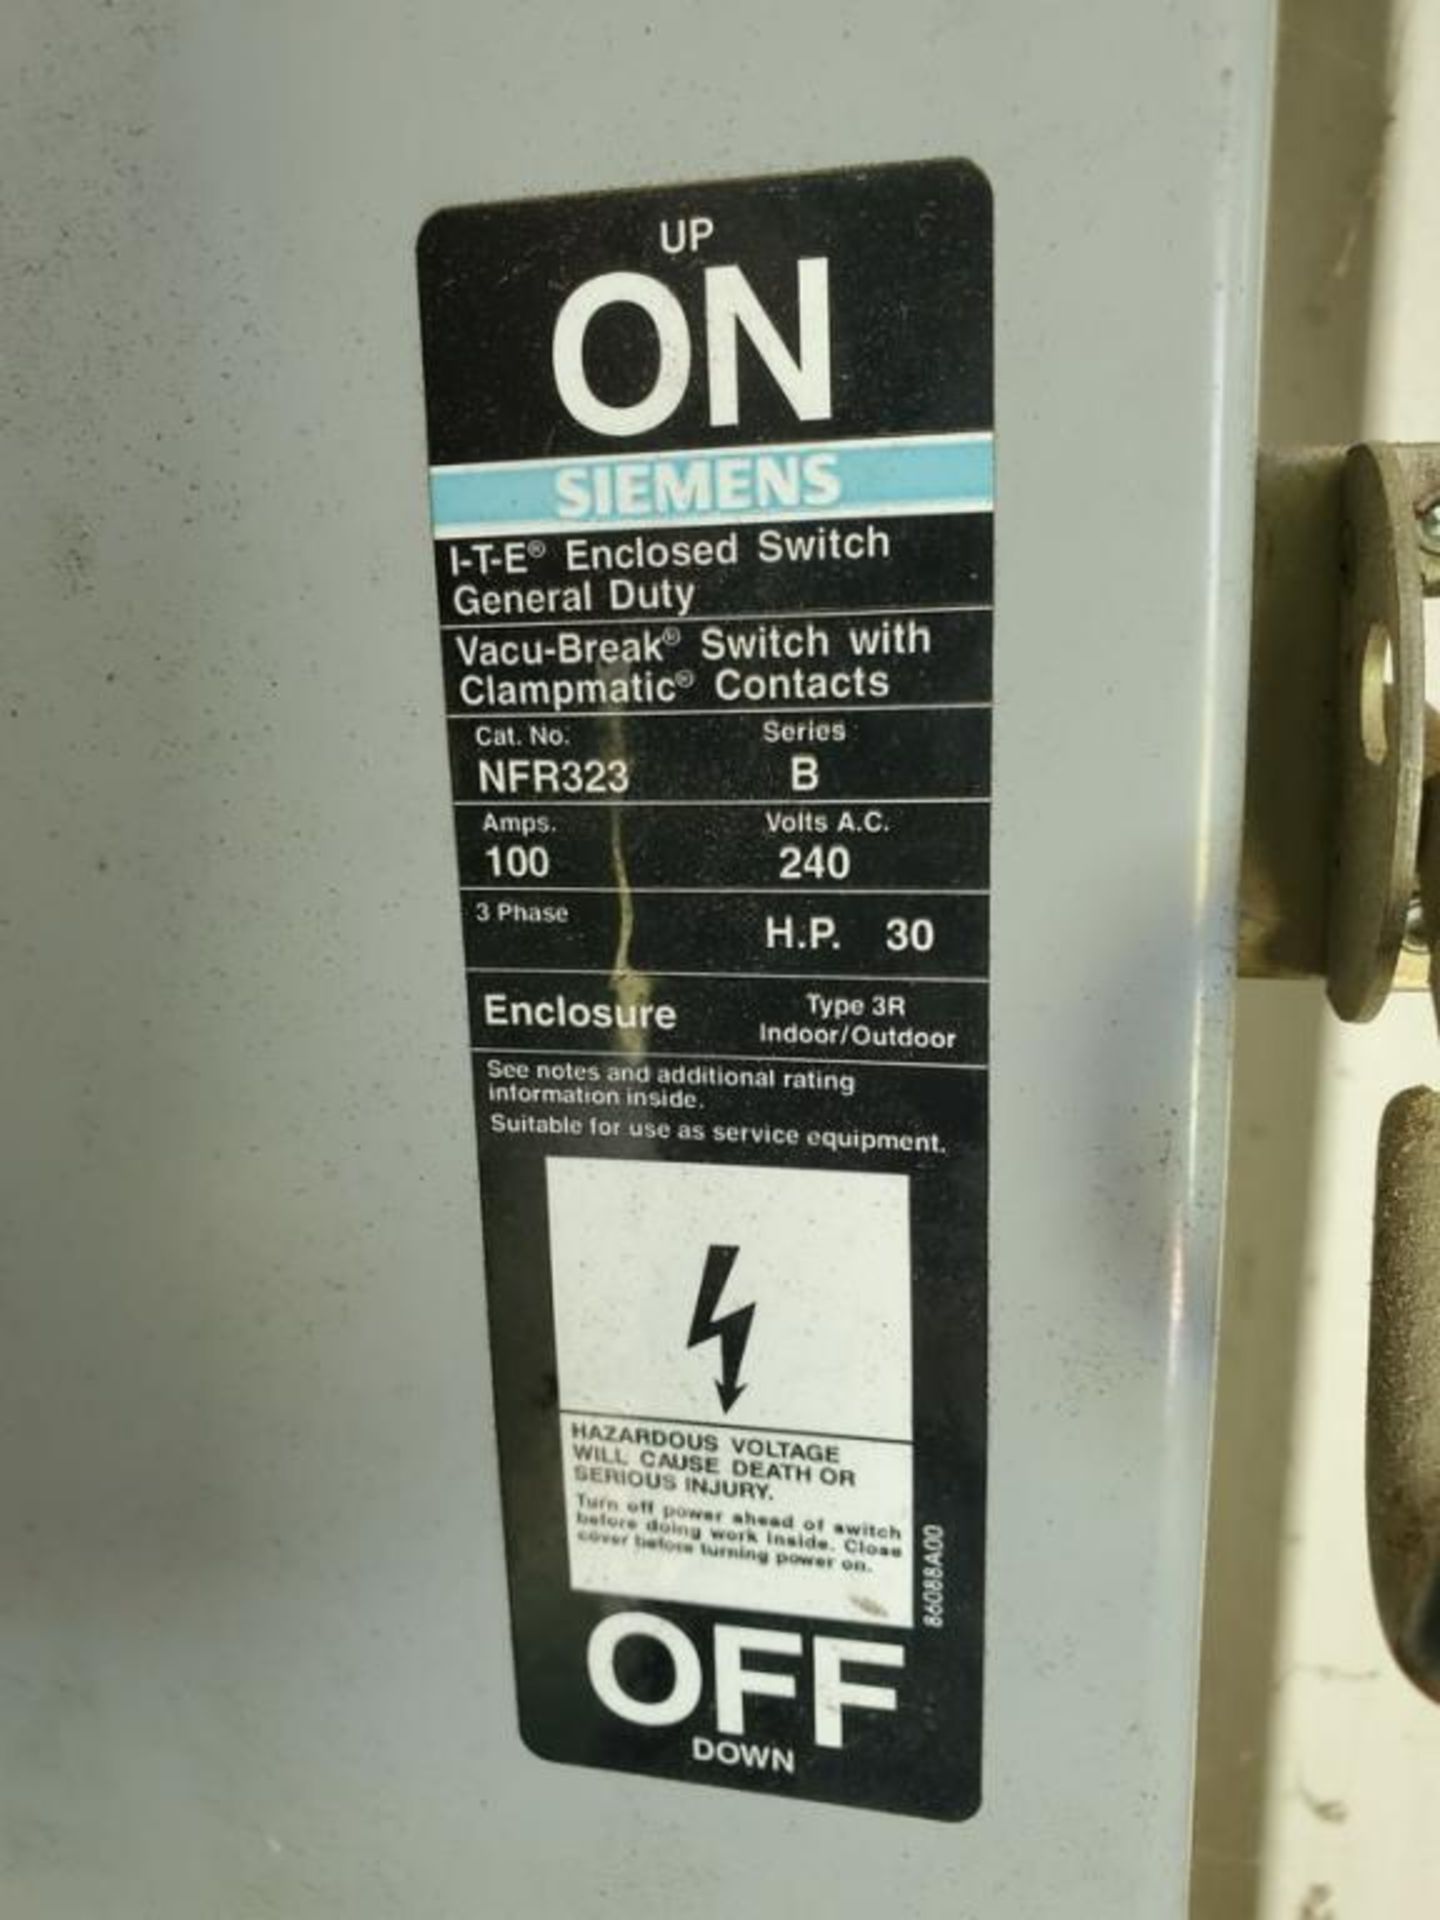 UP
ON
SIEMENS
I-T-E® Enclosed Switch
General Duty
Vacu-Break® Switch with
Clampmatic® Contacts
Cat. No. Series
NFR323 B
Amps. Volts A.C.
100 240
3 Phase H.P. 30
Enclosure Type 3R
Indoor/Outdoor
See notes and additional rating
information inside.
Suitable for use as service equipment.
HAZARDOUS VOLTAGE
WILL CAUSE DEATH OR
SERIOUS INJURY.
Turn off power ahead of switch
before doing work inside. Close
cover before turning power on.
86088A00
OFF
DOWN